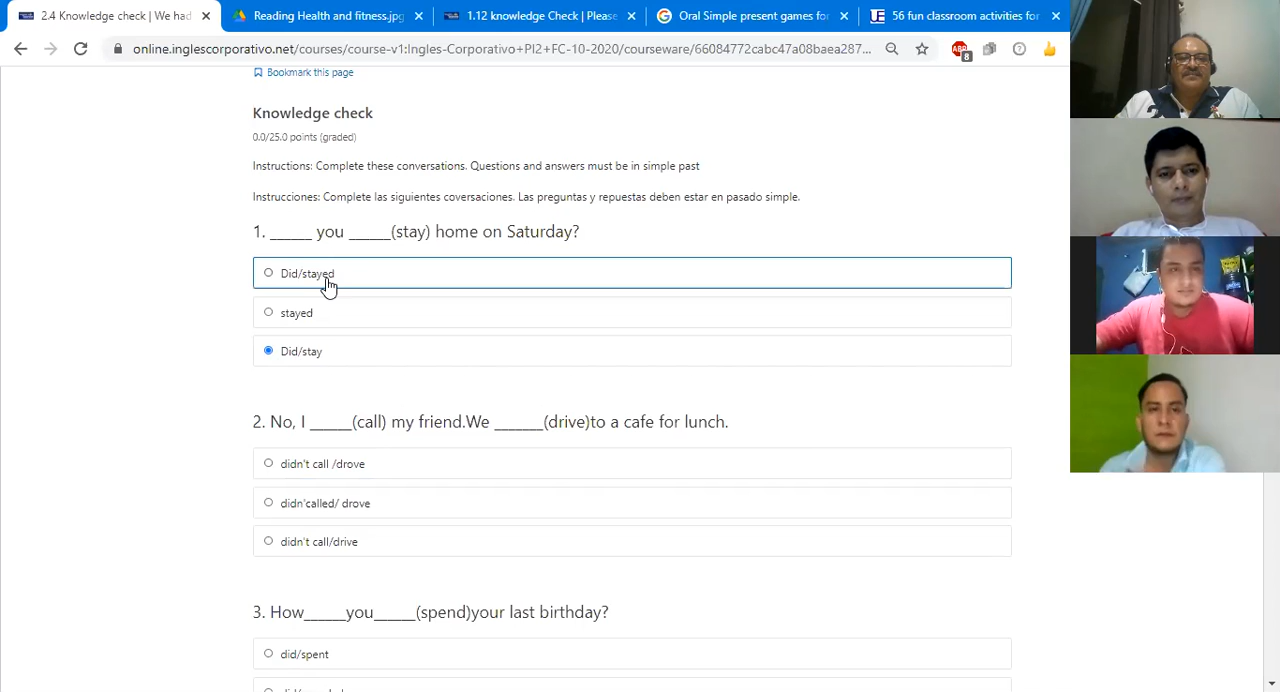 2.4 Knowledge check | We had
Reading Health and fitness.jpg
1.12 knowledge Check | Please
Oral Simple present games for
56 fun classroom activities for
online.inglescorporativo.net/courses/course-v1:Ingles-Corporativo+PI2+FC-10-2020/courseware/66084772cabc47a08baea287...
ABP
8
Bookmark this page
Knowledge check
0.0/25.0 points (graded)
Instructions: Complete these conversations. Questions and answers must be in simple past
Instrucciones: Complete las siguientes coversaciones. Las preguntas y repuestas deben estar en pasado simple.
1. ______ you ______(stay) home on Saturday?
Did/stayed
stayed
Did/stay
2. No, I ______(call) my friend.We _______(drive)to a cafe for lunch.
didn't call /drove
didn'called/ drove
didn't call/drive
3. How______you______(spend)your last birthday?
did/spent